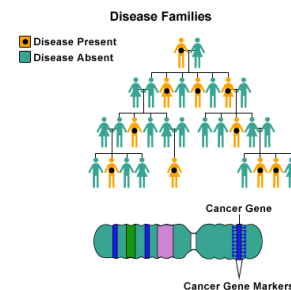 Disease Families
Disease Present
Disease Absent
Cancer Gene
Cancer Gene Markers